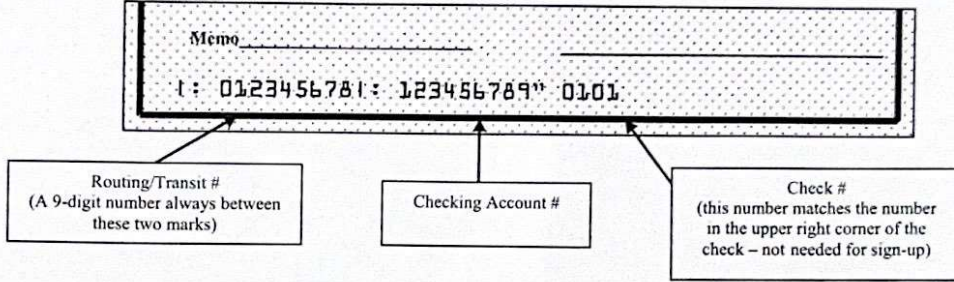 Memo
⑆ 012345678⑆ 123456789⑈ 0101
Routing/Transit #
(A 9-digit number always between
these two marks)
Checking Account #
Check #
(this number matches the number
in the upper right corner of the
check – not needed for sign-up)